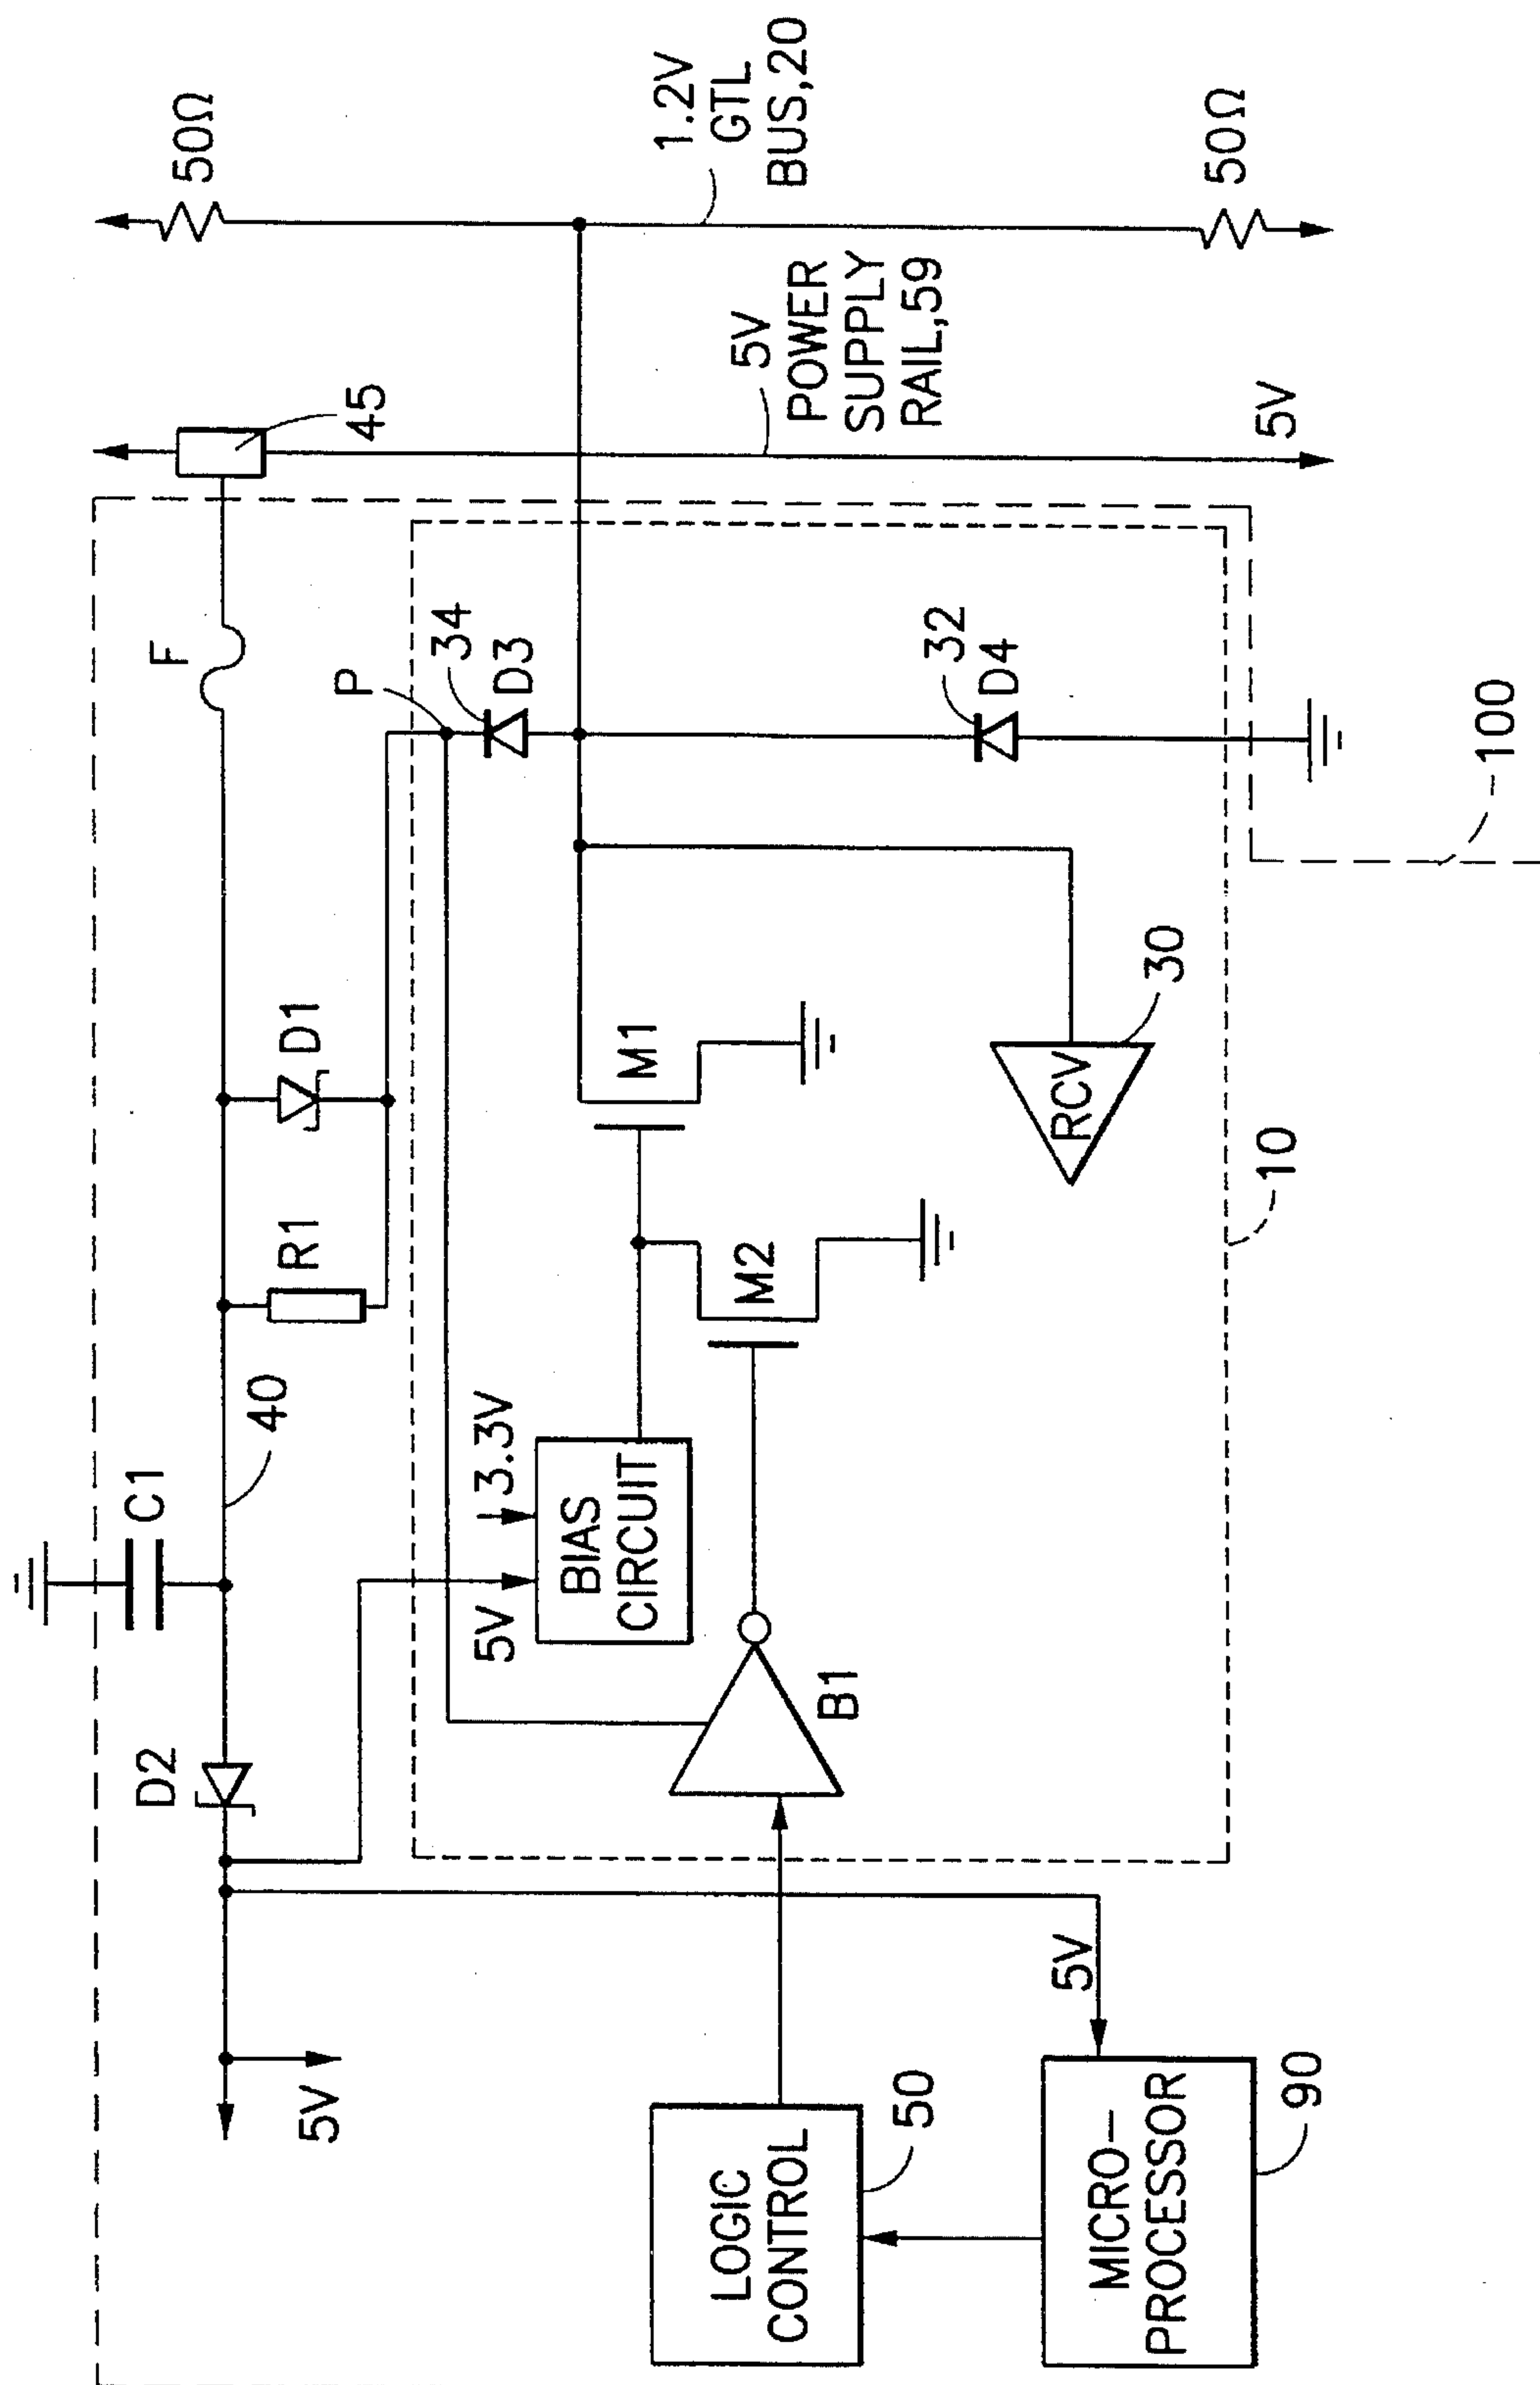 50Ω
1.2V
GTL
BUS,20
50Ω
45
5V
POWER
SUPPLY
RAIL,59
5V
F
P
34
D3
32
D4
100
D1
M1
30
RCV
R1
M2
10
40
3.3V
C1
5V
BIAS
CIRCUIT
D2
B1
5V
5V
LOGIC
CONTROL
50
MICRO—
PROCESSOR
90